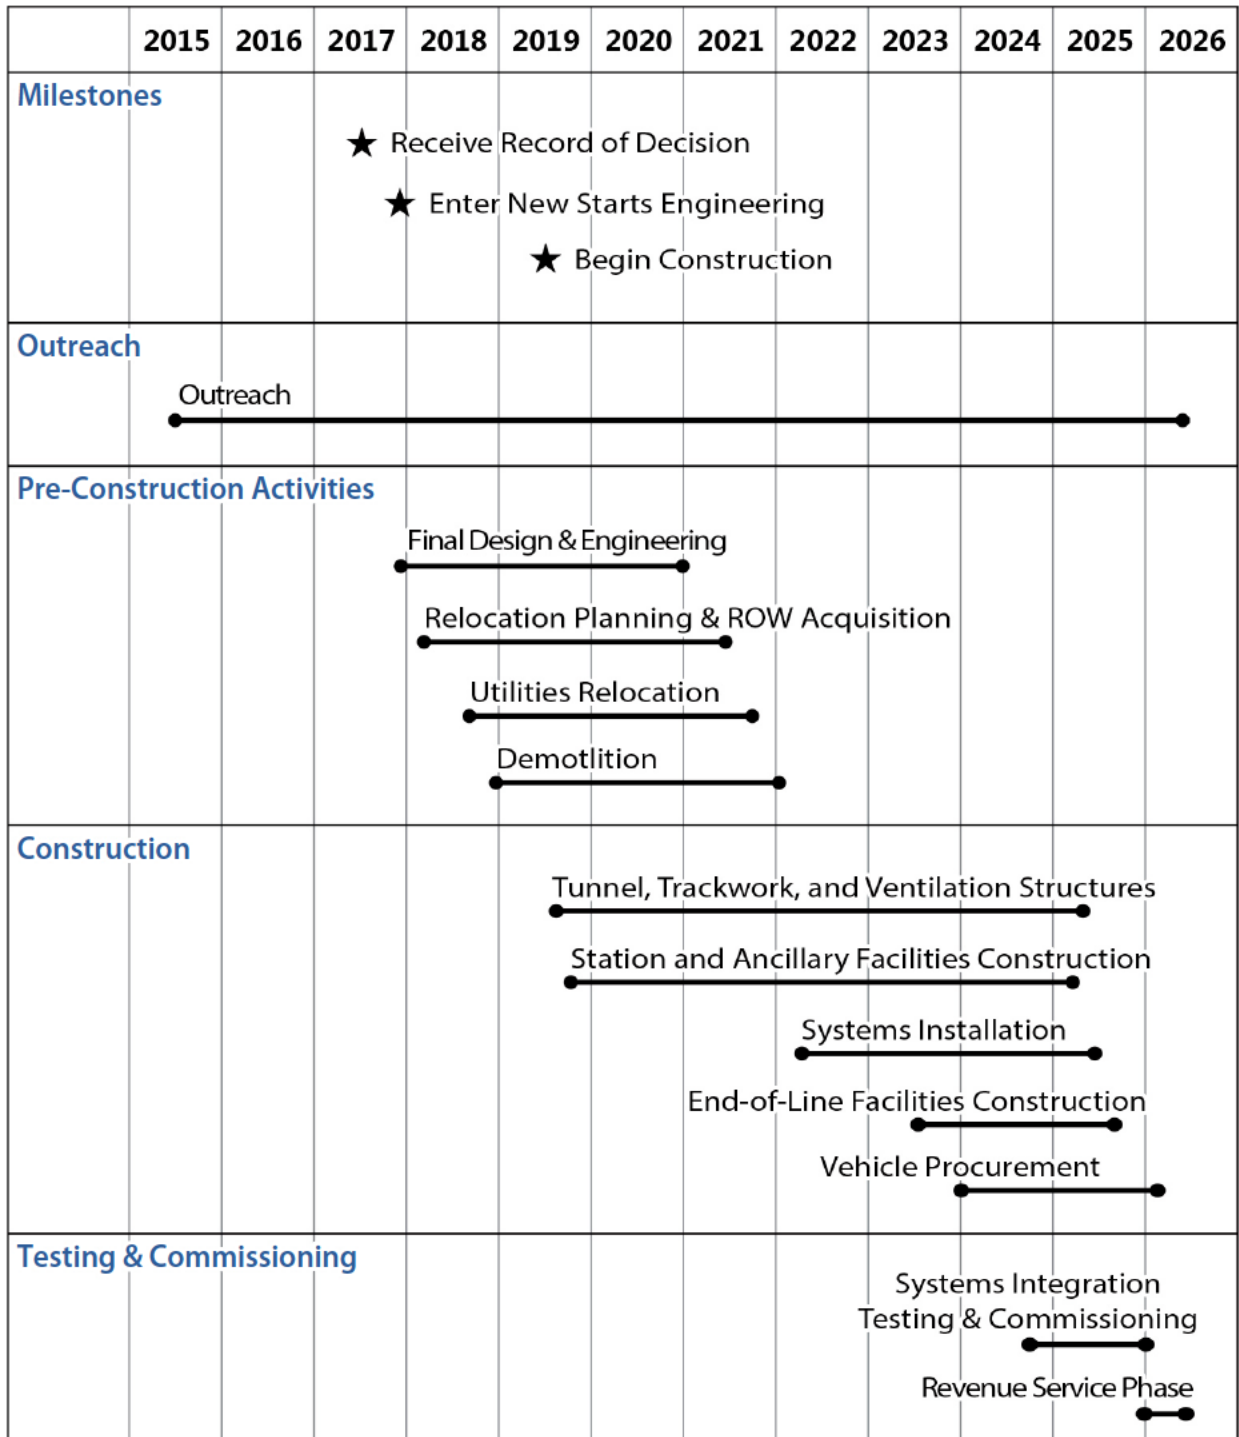 2015 2016 2017 2018 2019 2020 2021 2022 2023 2024 2025 2026
Milestones
Receive Record of Decision
Enter New Starts Engineering
Begin Construction
Outreach
Outreach
Pre-Construction Activities
Final Design & Engineering
Relocation Planning & ROW Acquisition
Utilities Relocation
Demotlition
Construction
Tunnel, Trackwork, and Ventilation Structures
Station and Ancillary Facilities Construction
Systems Installation
End-of-Line Facilities Construction
Vehicle Procurement
Testing & Commissioning
Systems Integration
Testing & Commissioning
Revenue Service Phase